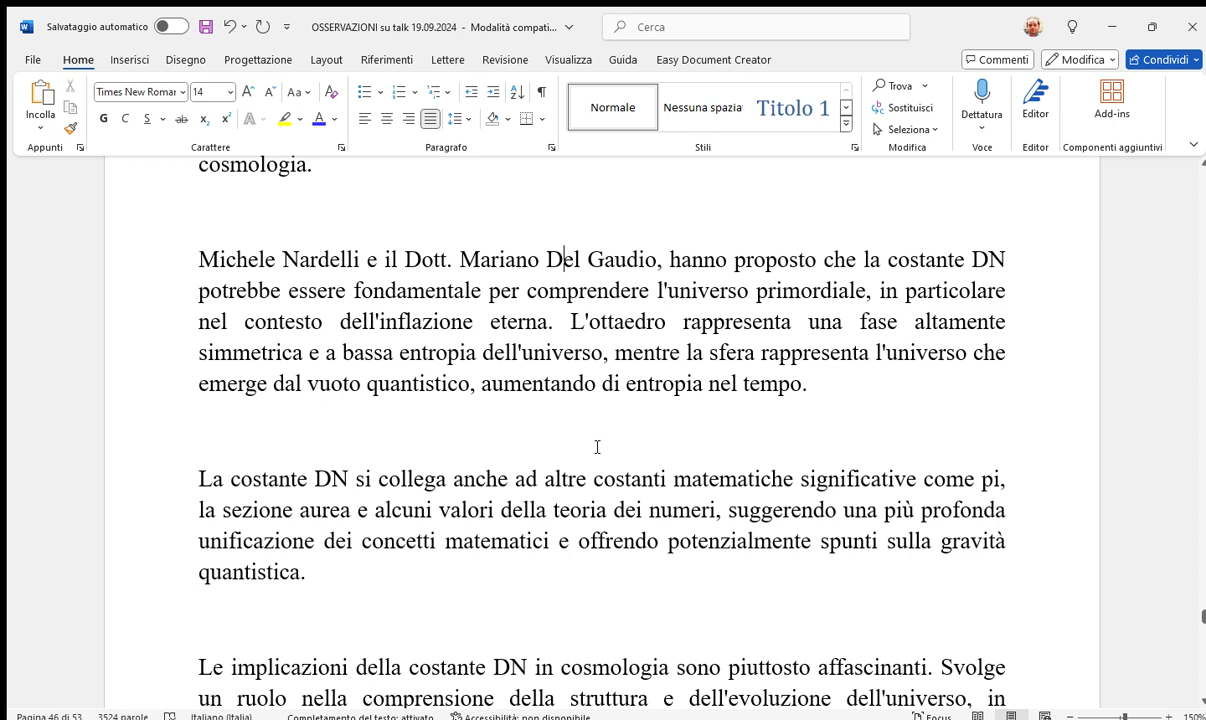 Salvataggio automatico
OSSERVAZIONI su talk 19.09.2024 - Modalità compati...
Cerca
File Home Inserisci Disegno Progettazione Layout Riferimenti Lettere Revisione Visualizza Guida Easy Document Creator
Commenti Modifica Condividi
Incolla
Times New Roman 14
Aa
G C S ab x₂ x² A A
Normale
Nessuna spazia
Titolo 1
Trova
Sostituisci
Seleziona
Dettatura
Editor
Add-ins
Appunti Carattere Paragrafo Stili Modifica Voce Editor Componenti aggiuntivi
cosmologia.
Michele Nardelli e il Dott. Mariano Del Gaudio, hanno proposto che la costante DN
potrebbe essere fondamentale per comprendere l'universo primordiale, in particolare
nel contesto dell'inflazione eterna. L'ottaedro rappresenta una fase altamente
simmetrica e a bassa entropia dell'universo, mentre la sfera rappresenta l'universo che
emerge dal vuoto quantistico, aumentando di entropia nel tempo.
La costante DN si collega anche ad altre costanti matematiche significative come pi,
la sezione aurea e alcuni valori della teoria dei numeri, suggerendo una più profonda
unificazione dei concetti matematici e offrendo potenzialmente spunti sulla gravità
quantistica.
Le implicazioni della costante DN in cosmologia sono piuttosto affascinanti. Svolge
un ruolo nella comprensione della struttura e dell'evoluzione dell'universo, in
Pagina 46 di 53 3524 parole Italiano (Italia) Completamento del testo: attivato Accessibilità: non disponibile Focus 150%